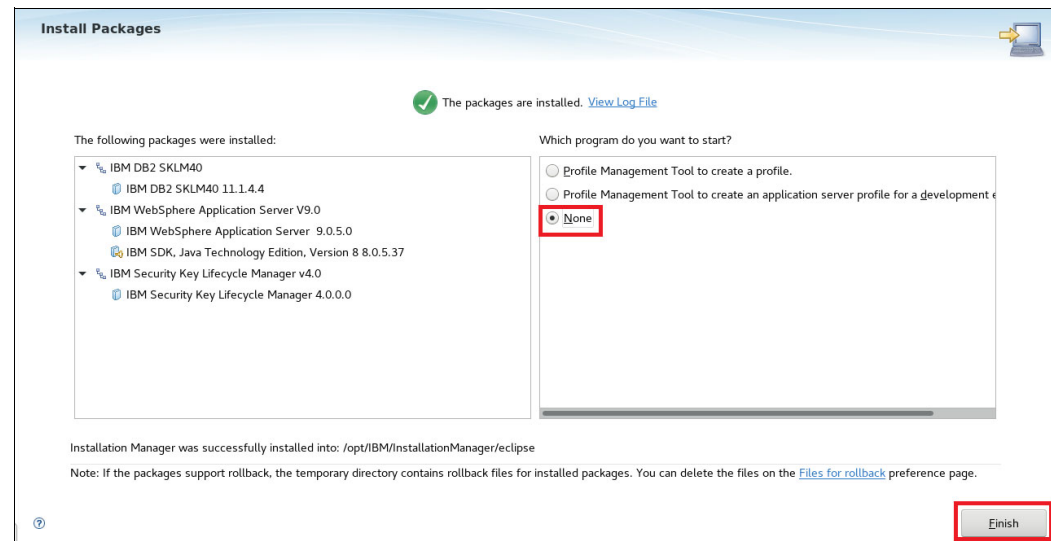 Install Packages
The packages are installed. View Log File
The following packages were installed:
IBM DB2 SKLM40
IBM DB2 SKLM40 11.1.4.4
IBM WebSphere Application Server V9.0
IBM WebSphere Application Server 9.0.5.0
IBM SDK, Java Technology Edition, Version 8 8.0.5.37
IBM Security Key Lifecycle Manager v4.0
IBM Security Key Lifecycle Manager 4.0.0.0
Which program do you want to start?
Profile Management Tool to create a profile.
Profile Management Tool to create an application server profile for a development e
None
Installation Manager was successfully installed into: /opt/IBM/InstallationManager/eclipse
Note: If the packages support rollback, the temporary directory contains rollback files for installed packages. You can delete the files on the Files for rollback preference page.
?
Finish